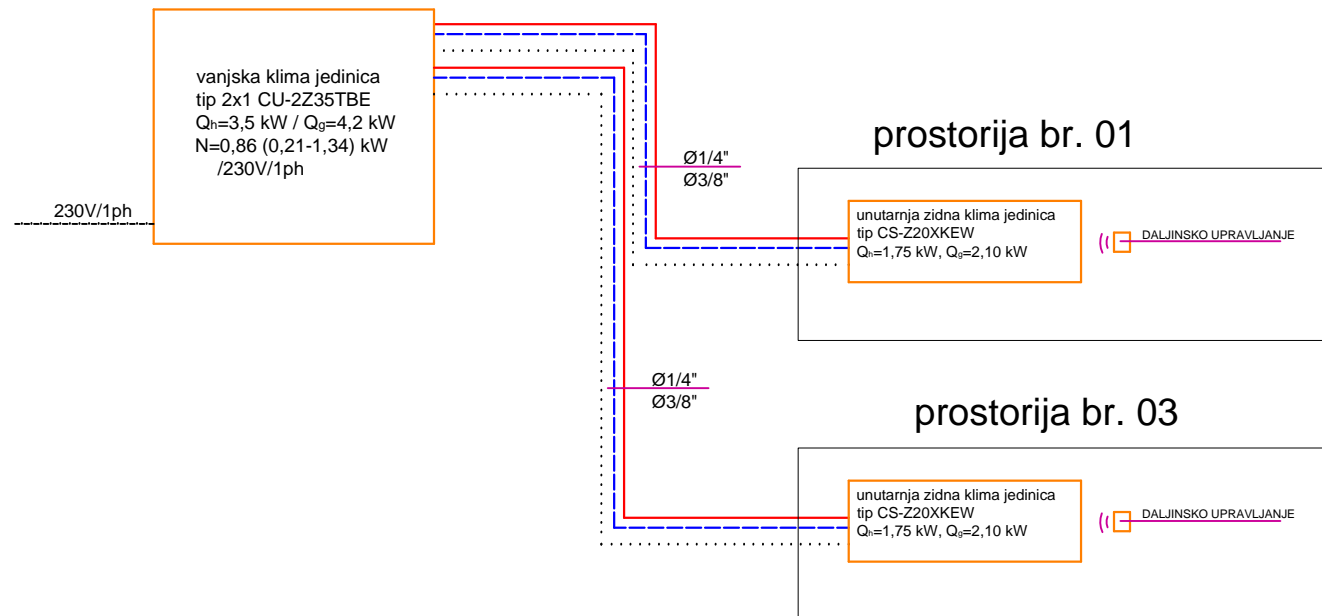 vanjska klima jedinica
tip 2x1 CU-2Z35TBE
Qh=3,5 kW / Qg=4,2 kW
N=0,86 (0,21-1,34) kW
/230V/1ph
230V/1ph
Ø1/4"
Ø3/8"
prostorija br. 01
unutarnja zidna klima jedinica
tip CS-Z20XKEW
Qh=1,75 kW, Qg=2,10 kW
DALJINSKO UPRAVLJANJE
Ø1/4"
Ø3/8"
prostorija br. 03
unutarnja zidna klima jedinica
tip CS-Z20XKEW
Qh=1,75 kW, Qg=2,10 kW
DALJINSKO UPRAVLJANJE